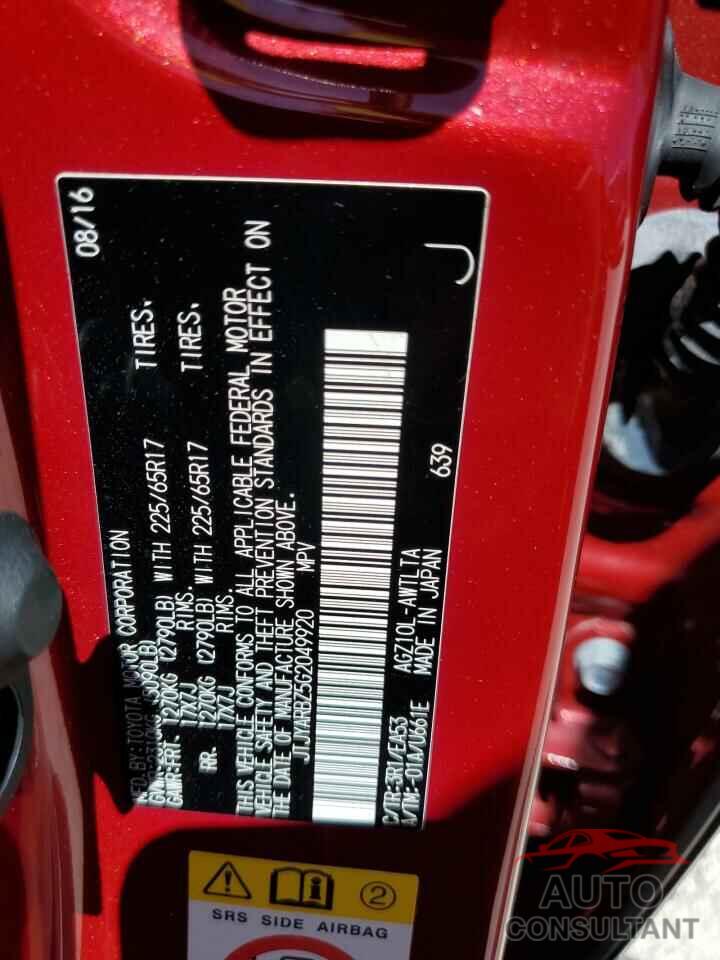 MFD.BY:TOYOTA MOTOR CORPORATION 08/16
GAWR-FRR. 1270KG (2790LB) WITH 225/65R17 TIRES.
17X7J RIMS.
RR. 1270KG (2790LB) WITH 225/65R17 TIRES.
17X7J RIMS.
THIS VEHICLE CONFORMS TO ALL APPLICABLE FEDERAL MOTOR
VEHICLE SAFETY AND THEFT PREVENTION STANDARDS IN EFFECT ON
THE DATE OF MANUFACTURE SHOWN ABOVE.
JTJYARBZ5G2049920 MPV
C/TR:3R1/EA53 AGZ10L-AWTLTA 639
A/TM:-01A/U661E MADE IN JAPAN
J
2
SRS SIDE AIRBAG
AUTO
CONSULTANT